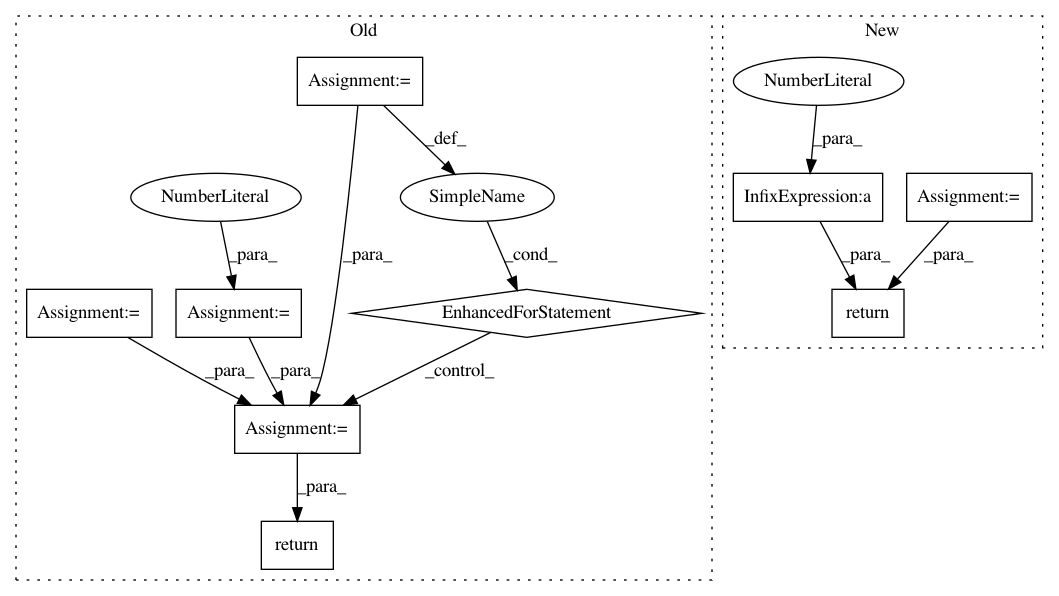 Old
New
Assignment:=
NumberLiteral
_def_
_para_
NumberLiteral
SimpleName
InfixExpression:a
Assignment:=
_para_
_para_
_cond_
_para_
_para_
Assignment:=
Assignment:=
EnhancedForStatement
return
_para_
_para_
_control_
Assignment:=
_para_
return